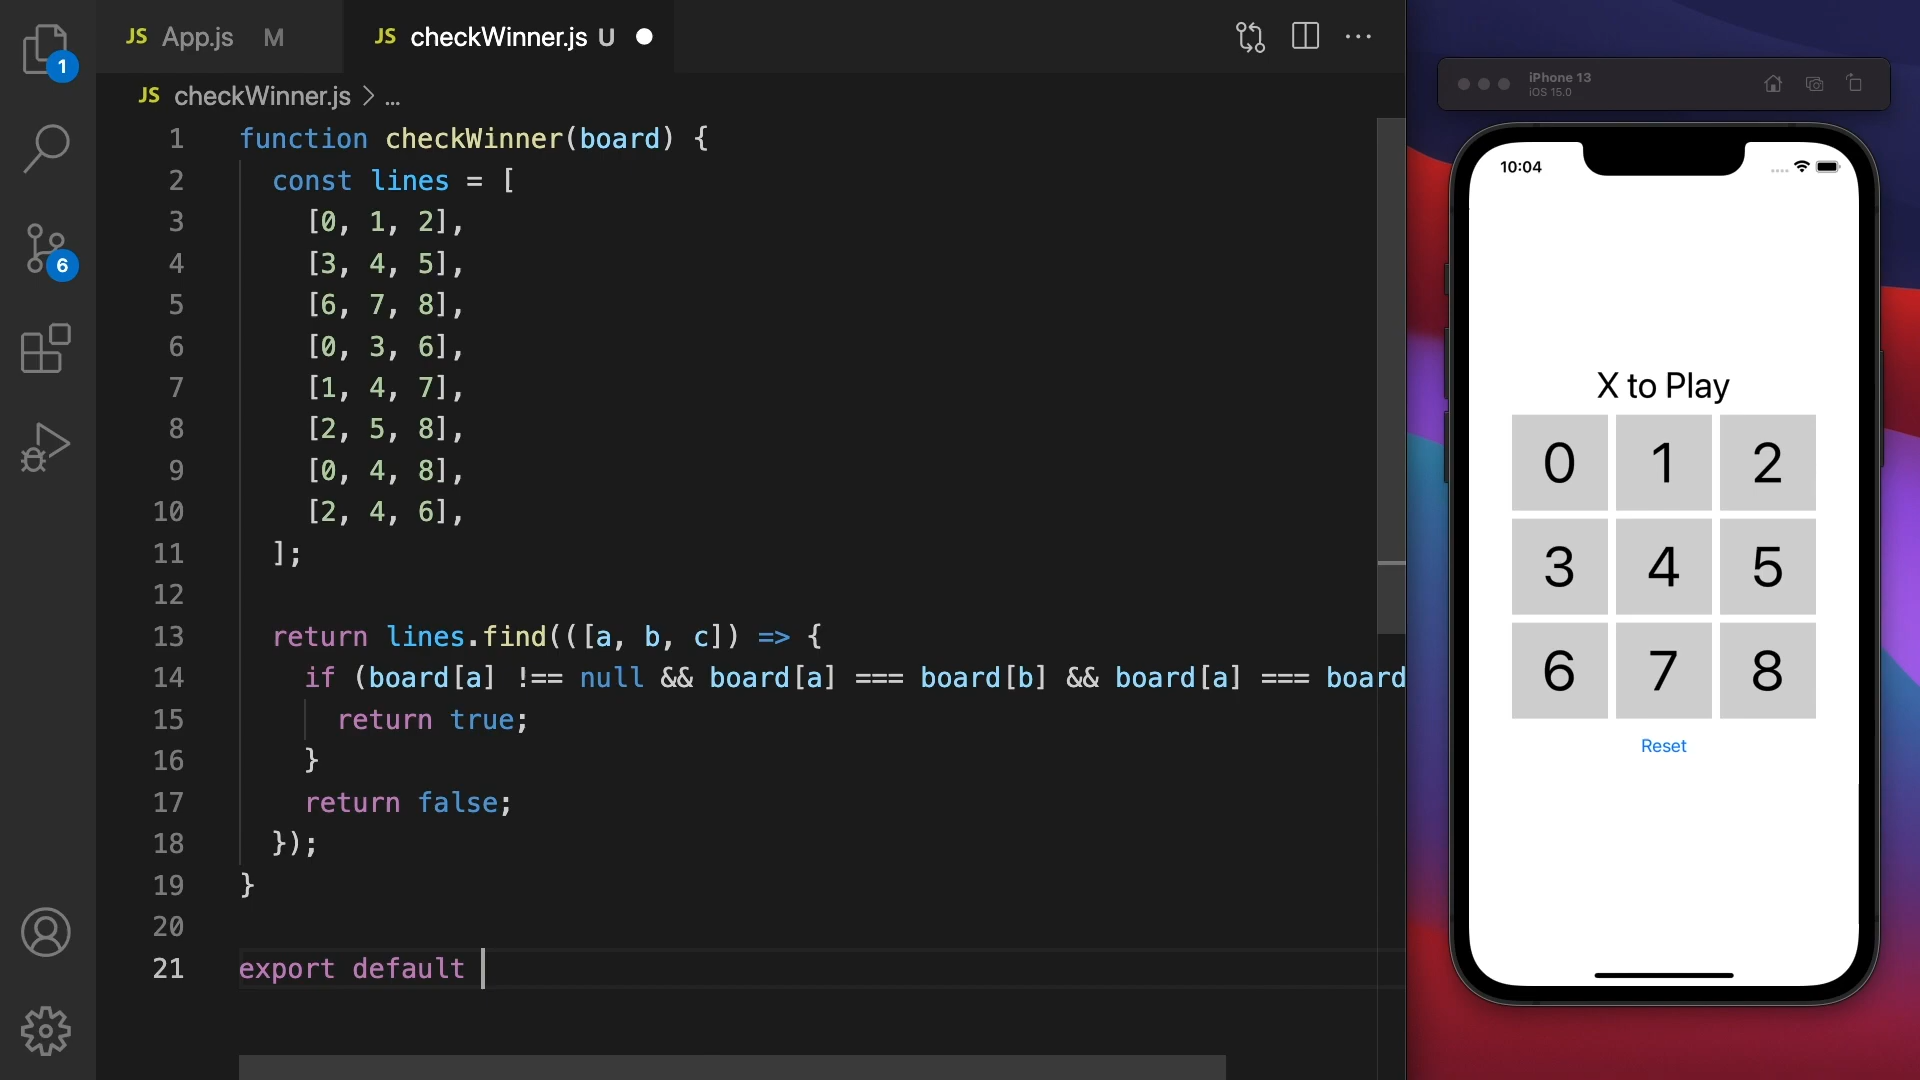 1
6
JS App.js M
JS checkWinner.js U
JS checkWinner.js > ...
1 function checkWinner(board) {
2 const lines = [
3 [0, 1, 2],
4 [3, 4, 5],
5 [6, 7, 8],
6 [0, 3, 6],
7 [1, 4, 7],
8 [2, 5, 8],
9 [0, 4, 8],
10 [2, 4, 6],
11 ];
12
13 return lines.find(([a, b, c]) => {
14 if (board[a] !== null && board[a] === board[b] && board[a] === board
15 return true;
16 }
17 return false;
18 });
19 }
20
21 export default
iPhone 13
iOS 15.0
10:04
X to Play
0 1 2
3 4 5
6 7 8
Reset